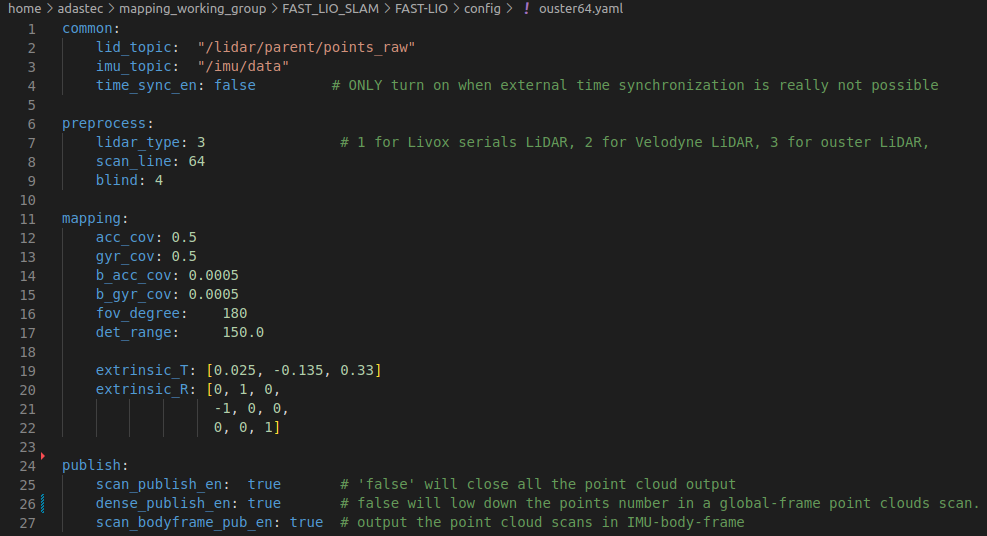 home > adastec > mapping_working_group > FAST_LIO_SLAM > FAST-LIO > config > ! ouster64.yaml
1 common:
2 lid_topic: "/lidar/parent/points_raw"
3 imu_topic: "/imu/data"
4 time_sync_en: false # ONLY turn on when external time synchronization is really not possible
5
6 preprocess:
7 lidar_type: 3 # 1 for Livox serials LiDAR, 2 for Velodyne LiDAR, 3 for ouster LiDAR,
8 scan_line: 64
9 blind: 4
10
11 mapping:
12 acc_cov: 0.5
13 gyr_cov: 0.5
14 b_acc_cov: 0.0005
15 b_gyr_cov: 0.0005
16 fov_degree: 180
17 det_range: 150.0
18
19 extrinsic_T: [0.025, -0.135, 0.33]
20 extrinsic_R: [0, 1, 0,
21 -1, 0, 0,
22 0, 0, 1]
23
24 publish:
25 scan_publish_en: true # 'false' will close all the point cloud output
26 dense_publish_en: true # false will low down the points number in a global-frame point clouds scan.
27 scan_bodyframe_pub_en: true # output the point cloud scans in IMU-body-frame